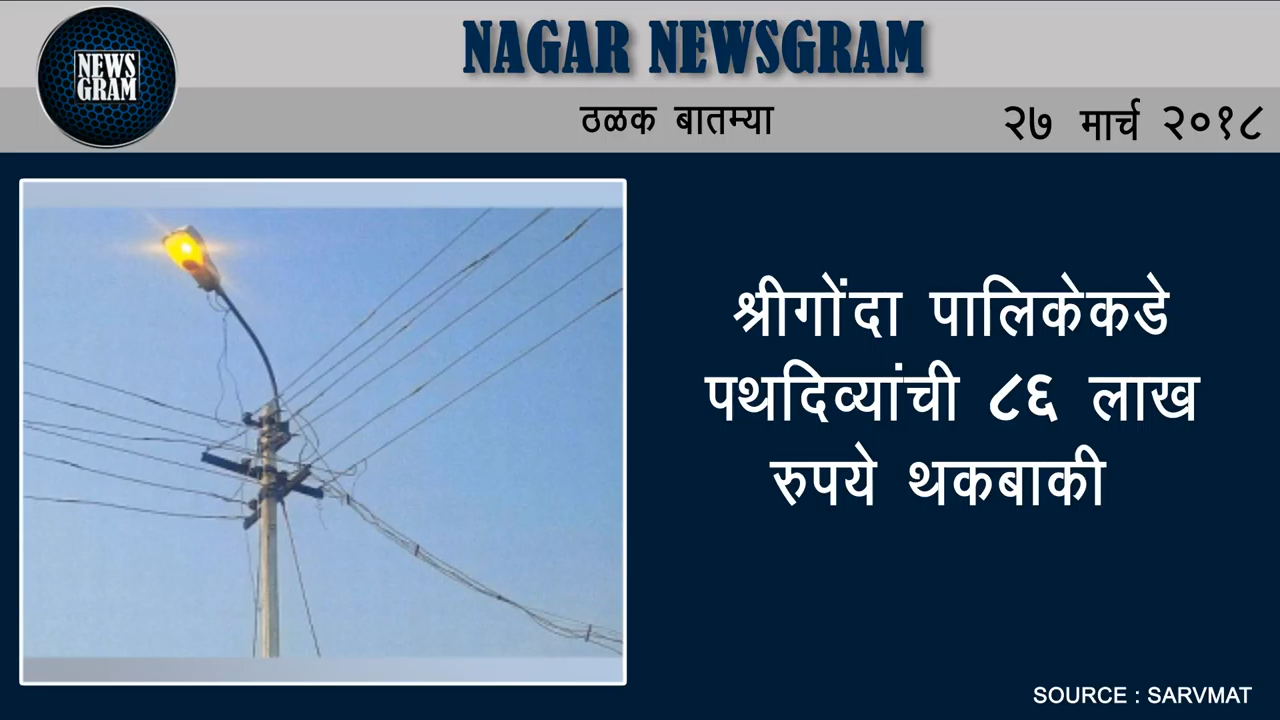 NEWS
GRAM
NAGAR NEWSGRAM
ठळक बातम्या
२७ मार्च २०१८
श्रीगोंदा पालिकेकडे
पथदिव्यांची ८६ लाख
रुपये थकबाकी
SOURCE : SARVMAT